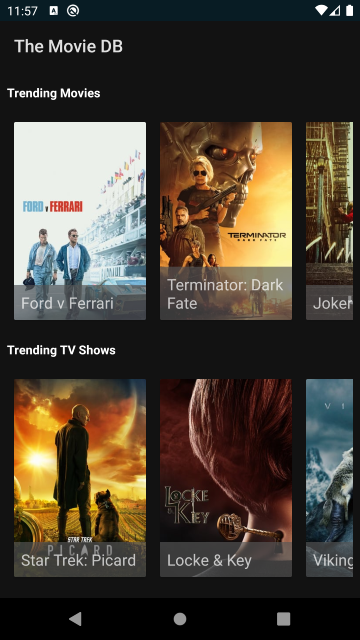 11:57
The Movie DB
Trending Movies
FORD v FERRARI
Ford v Ferrari
TERMINATOR
DARK FATE
Terminator: Dark
Fate
Joker
Trending TV Shows
STAR TREK
PICARD
Star Trek: Picard
LOCKE
& KEY
Locke & Key
V I
Viking